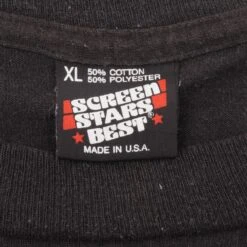 XL 50% COTTON
50% POLYESTER
SCREEN
STARS
BEST®
MADE IN U.S.A.